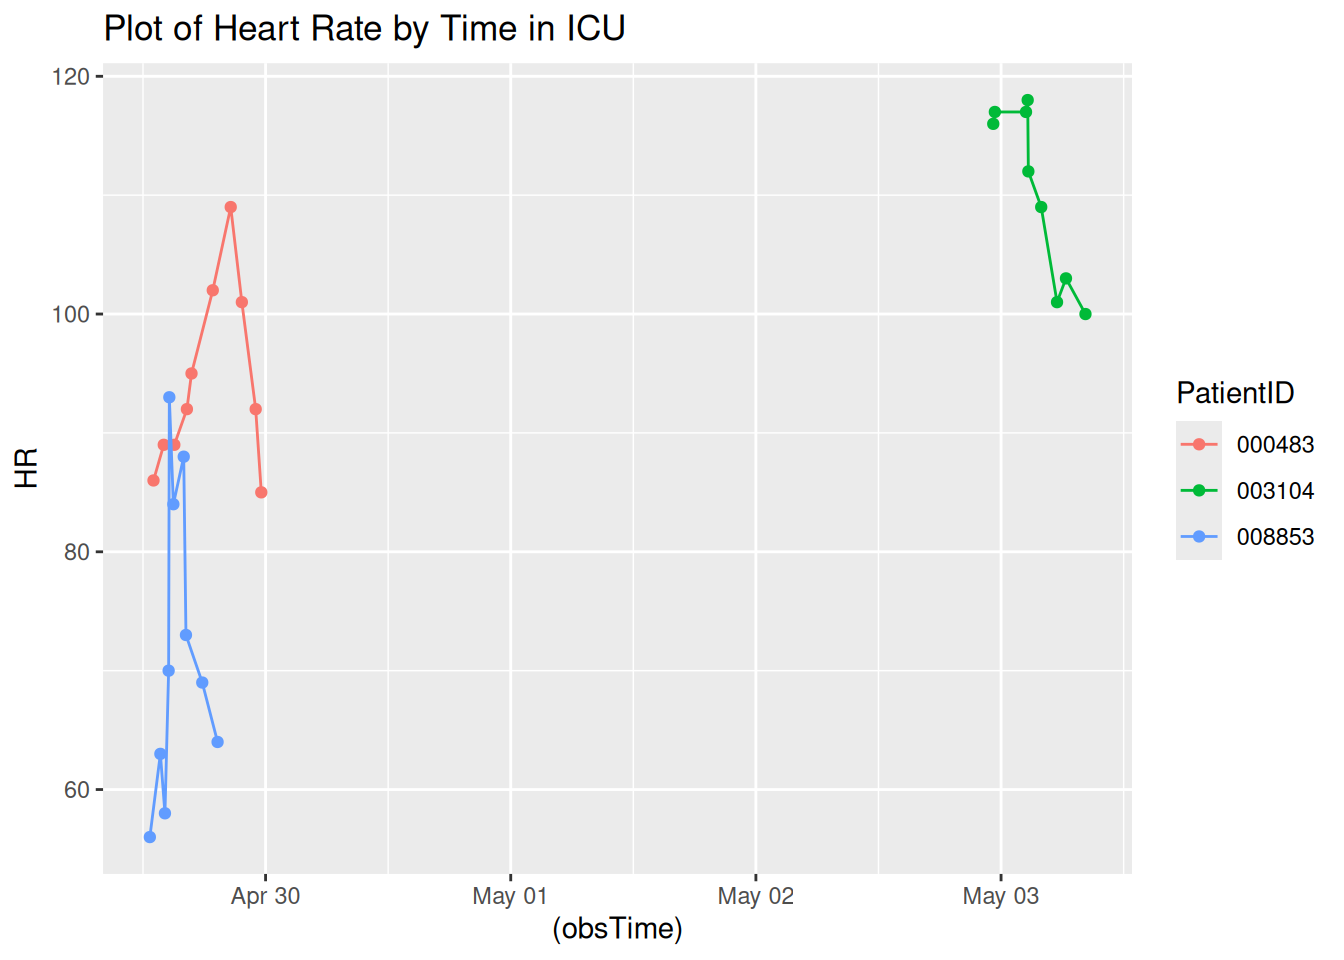 Plot of Heart Rate by Time in ICU
120
100
80
60
HR
Apr 30
May 01
May 02
May 03
(obsTime)
PatientID
000483
003104
008853